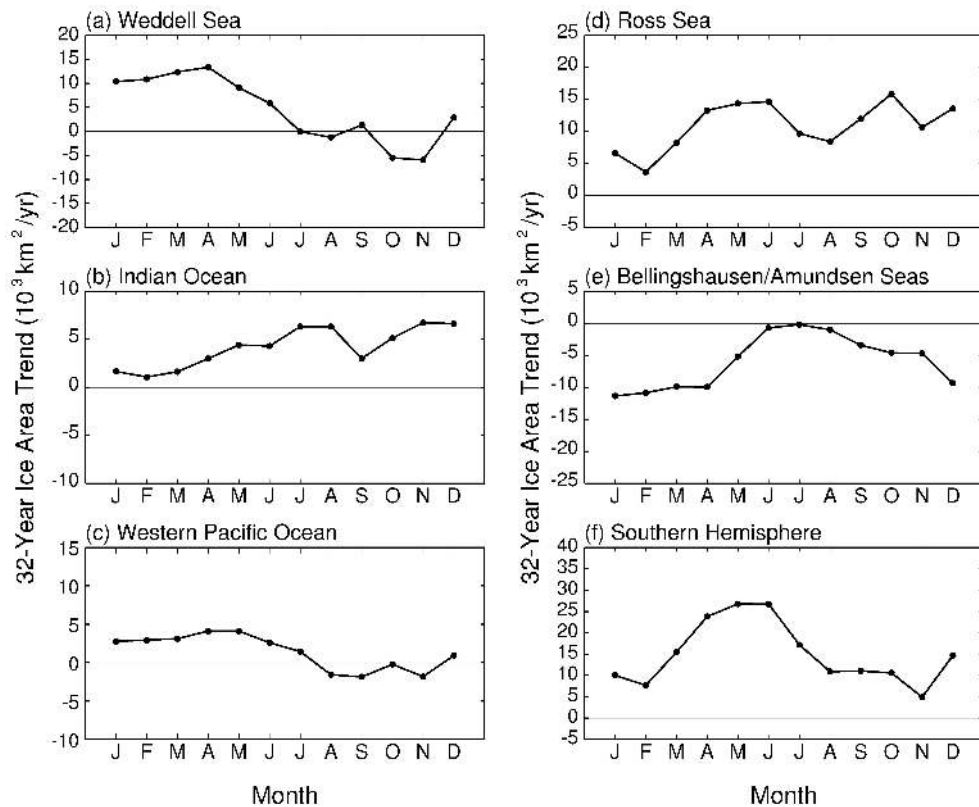 (a) Weddell Sea
20
15
10
5
0
-5
-10
-15
-20
J F M A M J J A S O N D
(b) Indian Ocean
10
5
0
-5
-10
J F M A M J J A S O N D
(c) Western Pacific Ocean
15
10
5
0
-5
-10
J F M A M J J A S O N D
Month
32-Year Ice Area Trend (10³ km²/yr)
(d) Ross Sea
25
20
15
10
5
0
-5
J F M A M J J A S O N D
(e) Bellingshausen/Amundsen Seas
5
0
-5
-10
-15
-20
-25
J F M A M J J A S O N D
(f) Southern Hemisphere
40
35
30
25
20
15
10
5
0
-5
J F M A M J J A S O N D
Month
32-Year Ice Area Trend (10³ km²/yr)